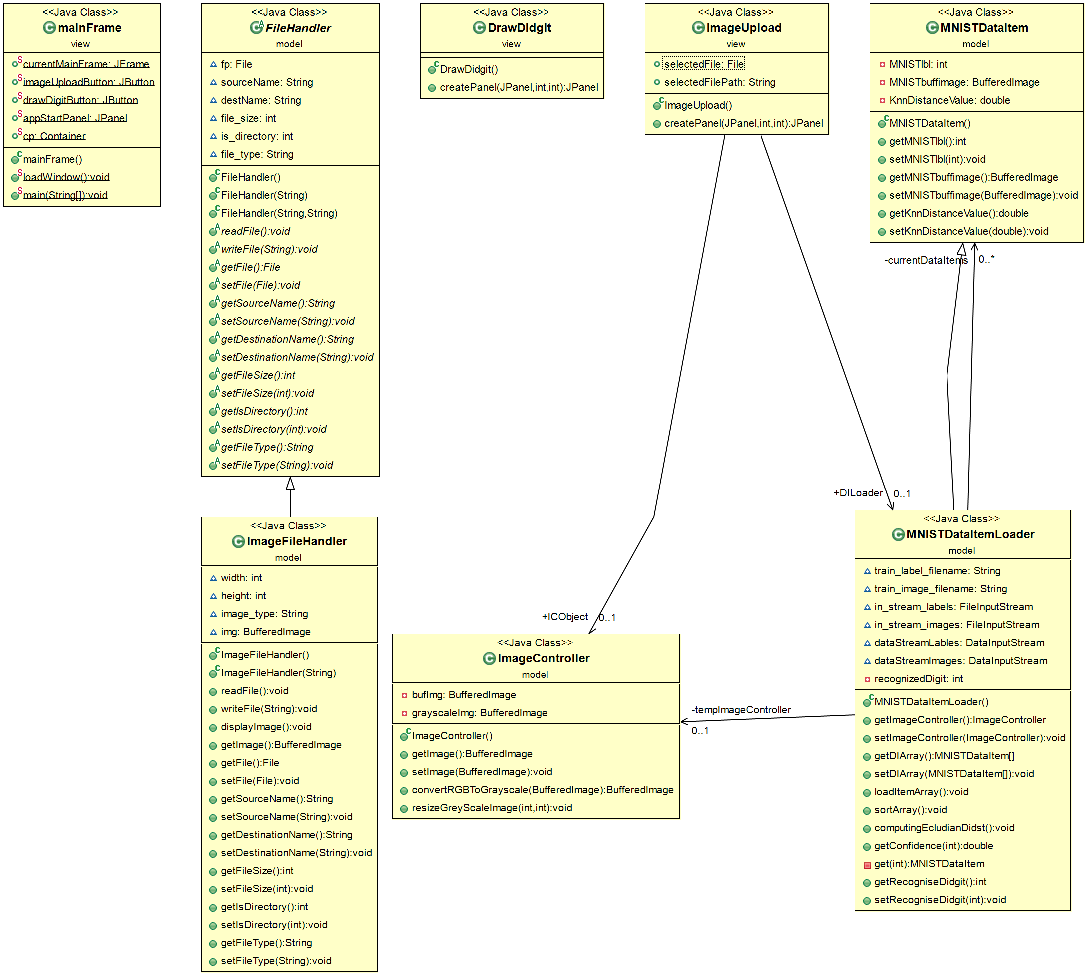 <<Java Class>>
mainFrame
view
currentMainFrame: JFrame
imageUploadButton: JButton
drawDigitButton: JButton
appStartPanel: JPanel
cp: Container
mainFrame()
loadWindow():void
main(String[]):void
<<Java Class>>
FileHandler
model
fp: File
sourceName: String
destName: String
file_size: int
is_directory: int
file_type: String
FileHandler()
FileHandler(String)
FileHandler(String,String)
readFile():void
writeFile(String):void
getFile():File
setFile(File):void
getSourceName():String
setSourceName(String):void
getDestinationName():String
setDestinationName(String):void
getFileSize():int
setFileSize(int):void
getIsDirectory():int
setIsDirectory(int):void
getFileType():String
setFileType(String):void
<<Java Class>>
DrawDidgit
view
DrawDidgit()
createPanel(JPanel,int,int):JPanel
<<Java Class>>
ImageUpload
view
selectedFile: File
selectedFilePath: String
ImageUpload()
createPanel(JPanel,int,int):JPanel
<<Java Class>>
MNISTDataItem
model
MNISTlbl: int
MNISTbuffimage: BufferedImage
KnnDistanceValue: double
MNISTDataItem()
getMNISTlbl():int
setMNISTlbl(int):void
getMNISTbuffimage():BufferedImage
setMNISTbuffimage(BufferedImage):void
getKnnDistanceValue():double
setKnnDistanceValue(double):void
-currentDataItems 0..*
+DILoader 0..1
<<Java Class>>
ImageFileHandler
model
width: int
height: int
image_type: String
img: BufferedImage
ImageFileHandler()
ImageFileHandler(String)
readFile():void
writeFile(String):void
displayImage():void
getImage():BufferedImage
getFile():File
setFile(File):void
getSourceName():String
setSourceName(String):void
getDestinationName():String
setDestinationName(String):void
getFileSize():int
setFileSize(int):void
getIsDirectory():int
setIsDirectory(int):void
getFileType():String
setFileType(String):void
+ICObject 0..1
<<Java Class>>
ImageController
model
bufImg: BufferedImage
grayscaleImg: BufferedImage
ImageController()
getImage():BufferedImage
setImage(BufferedImage):void
convertRGBToGrayscale(BufferedImage):BufferedImage
resizeGreyScaleImage(int,int):void
-tempImageController
0..1
<<Java Class>>
MNISTDataItemLoader
model
train_label_filename: String
train_image_filename: String
in_stream_labels: FileInputStream
in_stream_images: FileInputStream
dataStreamLables: DataInputStream
dataStreamImages: DataInputStream
recognizedDigit: int
MNISTDataItemLoader()
getImageController():ImageController
setImageController(ImageController):void
getDIArray():MNISTDataItem[]
setDIArray(MNISTDataItem[]):void
loadItemArray():void
sortArray():void
computingEcludianDidst():void
getConfidence(int):double
get(int):MNISTDataItem
getRecogniseDidgit():int
setRecogniseDidgit(int):void